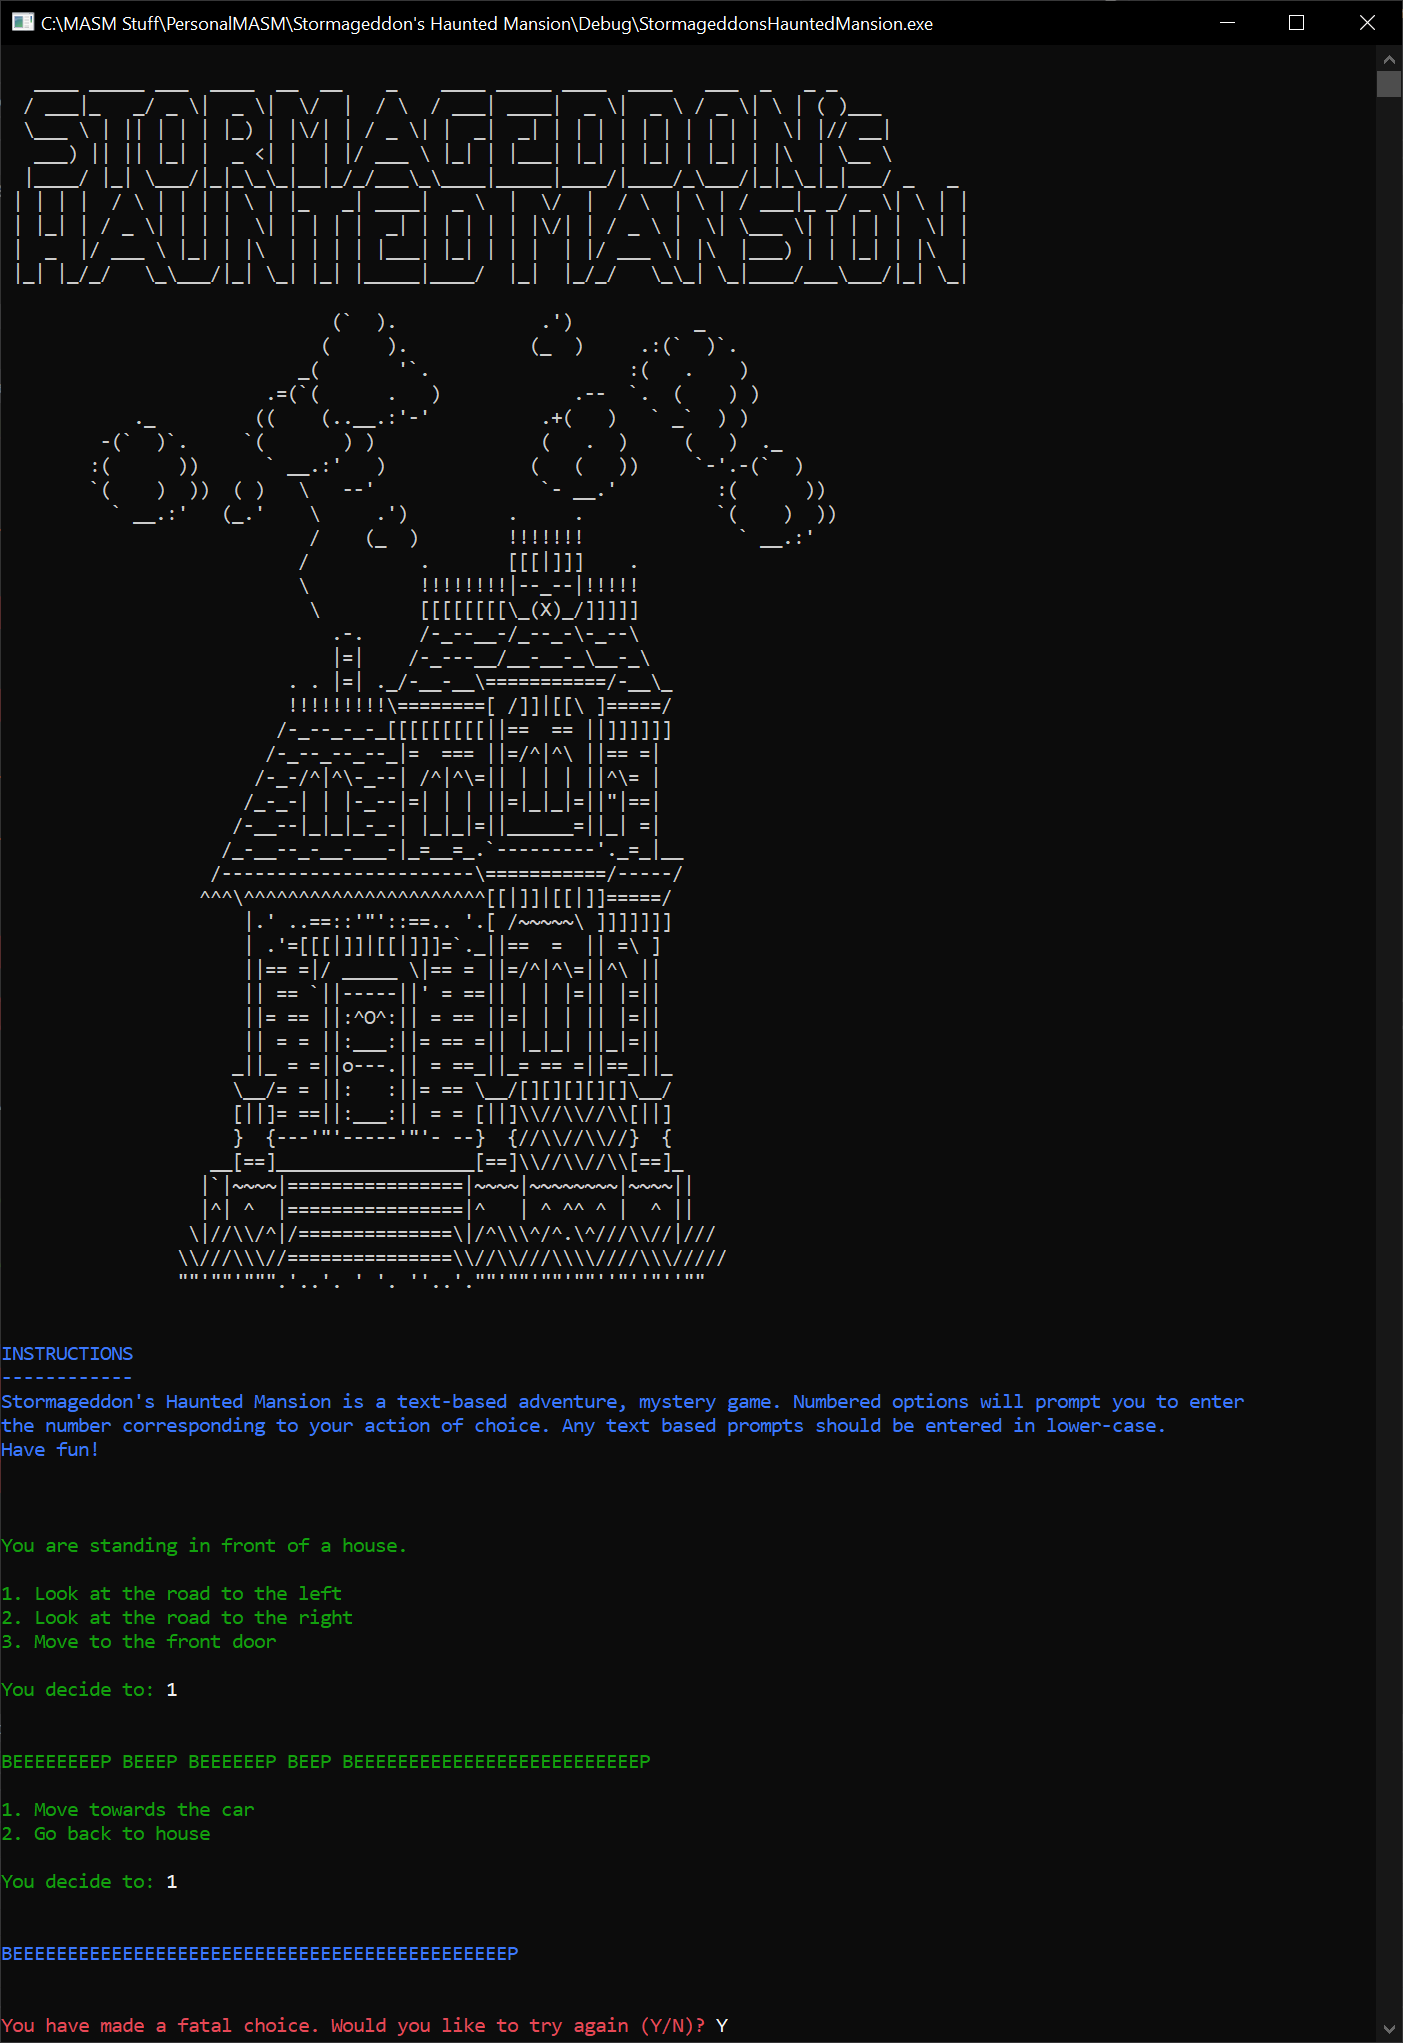 C:\MASM Stuff\PersonalMASM\Stormageddon's Haunted Mansion\Debug\StormageddonsHauntedMansion.exe
STORMAGEDDON'S
HAUNTED MANSION
INSTRUCTIONS
------------
Stormageddon's Haunted Mansion is a text-based adventure, mystery game. Numbered options will prompt you to enter
the number corresponding to your action of choice. Any text based prompts should be entered in lower-case.
Have fun!
You are standing in front of a house.
1. Look at the road to the left
2. Look at the road to the right
3. Move to the front door
You decide to: 1
BEEEEEEEEP BEEEP BEEEEEEP BEEP BEEEEEEEEEEEEEEEEEEEEEEEEEEP
1. Move towards the car
2. Go back to house
You decide to: 1
BEEEEEEEEEEEEEEEEEEEEEEEEEEEEEEEEEEEEEEEEEEEEEP
You have made a fatal choice. Would you like to try again (Y/N)? Y